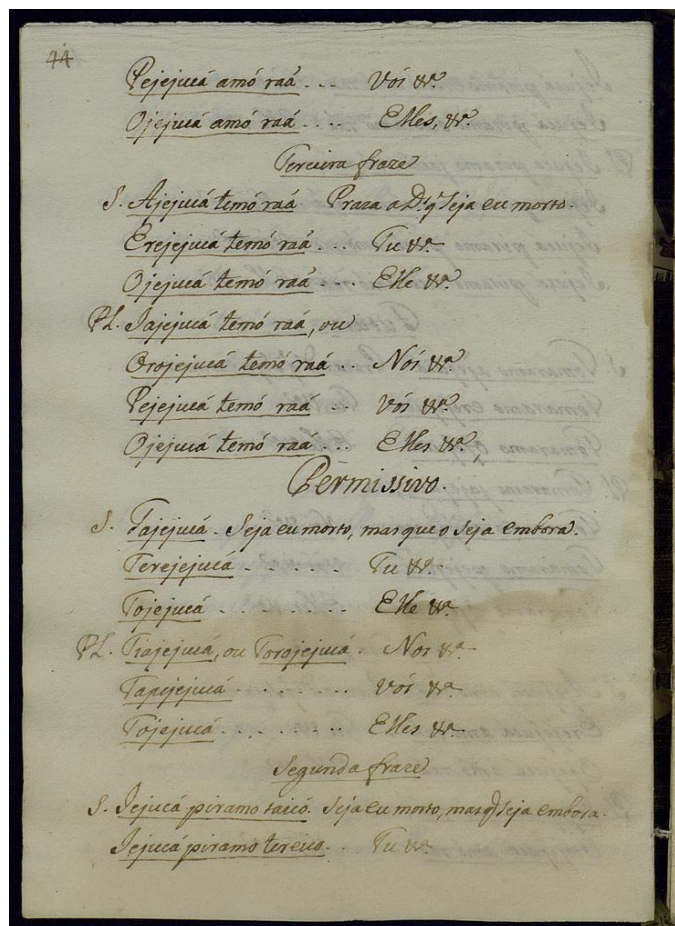 44
Pejejucá amó raá . . . Vós &ª.
Ojejucá amó raá . . . . Elles, &ª
Terceira fraze
S. Ajejucá temó raá Praza a Ds. q̃ Seja eu morto.
Erejejucá temó raá . . . Tu &ª.
Ojejucá temó raá . . . Elle &ª.
Pl. Iajejucá temó raá, ou
Orojejucá temó raá . . Nós &ª
Pejejucá temó raá . . Vós &ª.
Ojejucá temó raá . . . Elles &ª.
Permissivo.
S. Tajejucá . Seja eu morto, mas que o seja embora.
Terejejucá . . . . . . Tu &ª.
Tojejucá . . . . . . . . Elle &ª.
Pl. Tiajejucá, ou Torojejucá . Nos &ª
Tapejejucá . . . . . . . Vós &ª
Tojejucá . . . . . . . . Elles &ª
Segunda fraze
S. Jejucá piramo taicó. Seja eu morto, mas q̃ Seja embora.
Jejucá piramo tereico . . Tu &ª